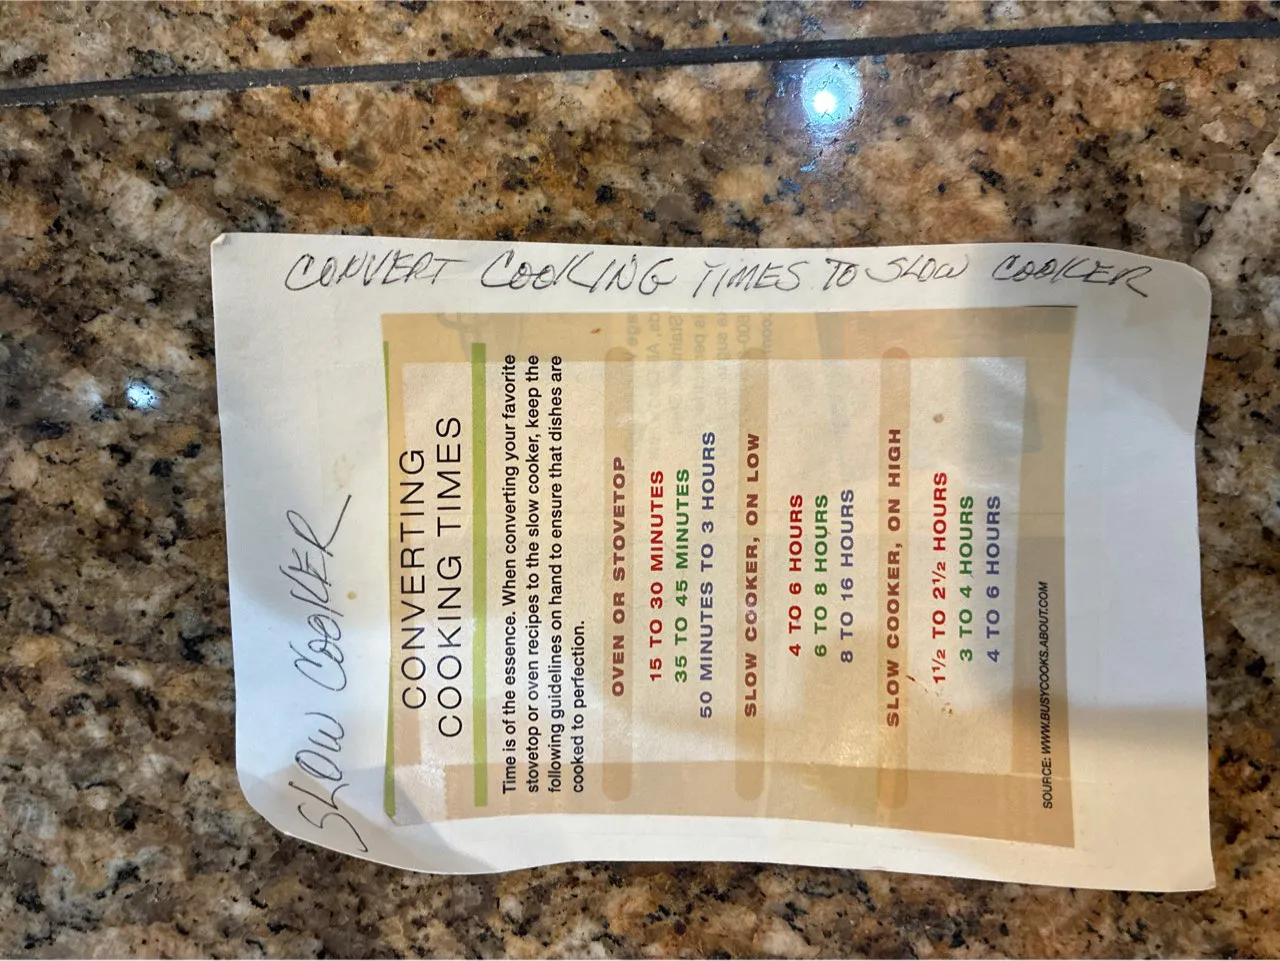 SLOW COOKER
CONVERT COOKING TIMES TO SLOW COOKER
CONVERTING
COOKING TIMES
Time is of the essence. When converting your favorite
stovetop or oven recipes to the slow cooker, keep the
following guidelines on hand to ensure that dishes are
cooked to perfection.
OVEN OR STOVETOP
15 TO 30 MINUTES
35 TO 45 MINUTES
50 MINUTES TO 3 HOURS
SLOW COOKER, ON LOW
4 TO 6 HOURS
6 TO 8 HOURS
8 TO 16 HOURS
SLOW COOKER, ON HIGH
1½ TO 2½ HOURS
3 TO 4 HOURS
4 TO 6 HOURS
SOURCE: WWW.BUSYCOOKS.ABOUT.COM